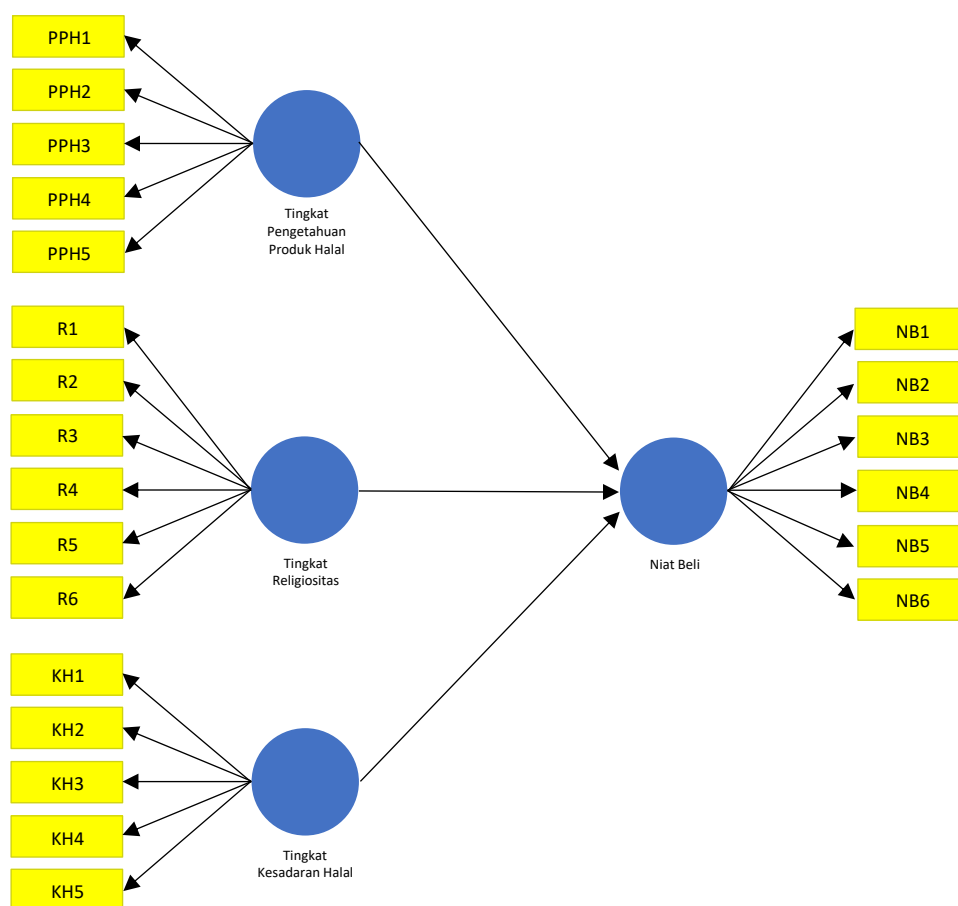 PPH1
PPH2
PPH3
PPH4
PPH5
Tingkat
Pengetahuan
Produk Halal
R1
R2
R3
R4
R5
R6
Tingkat
Religiositas
KH1
KH2
KH3
KH4
KH5
Tingkat
Kesadaran Halal
Niat Beli
NB1
NB2
NB3
NB4
NB5
NB6